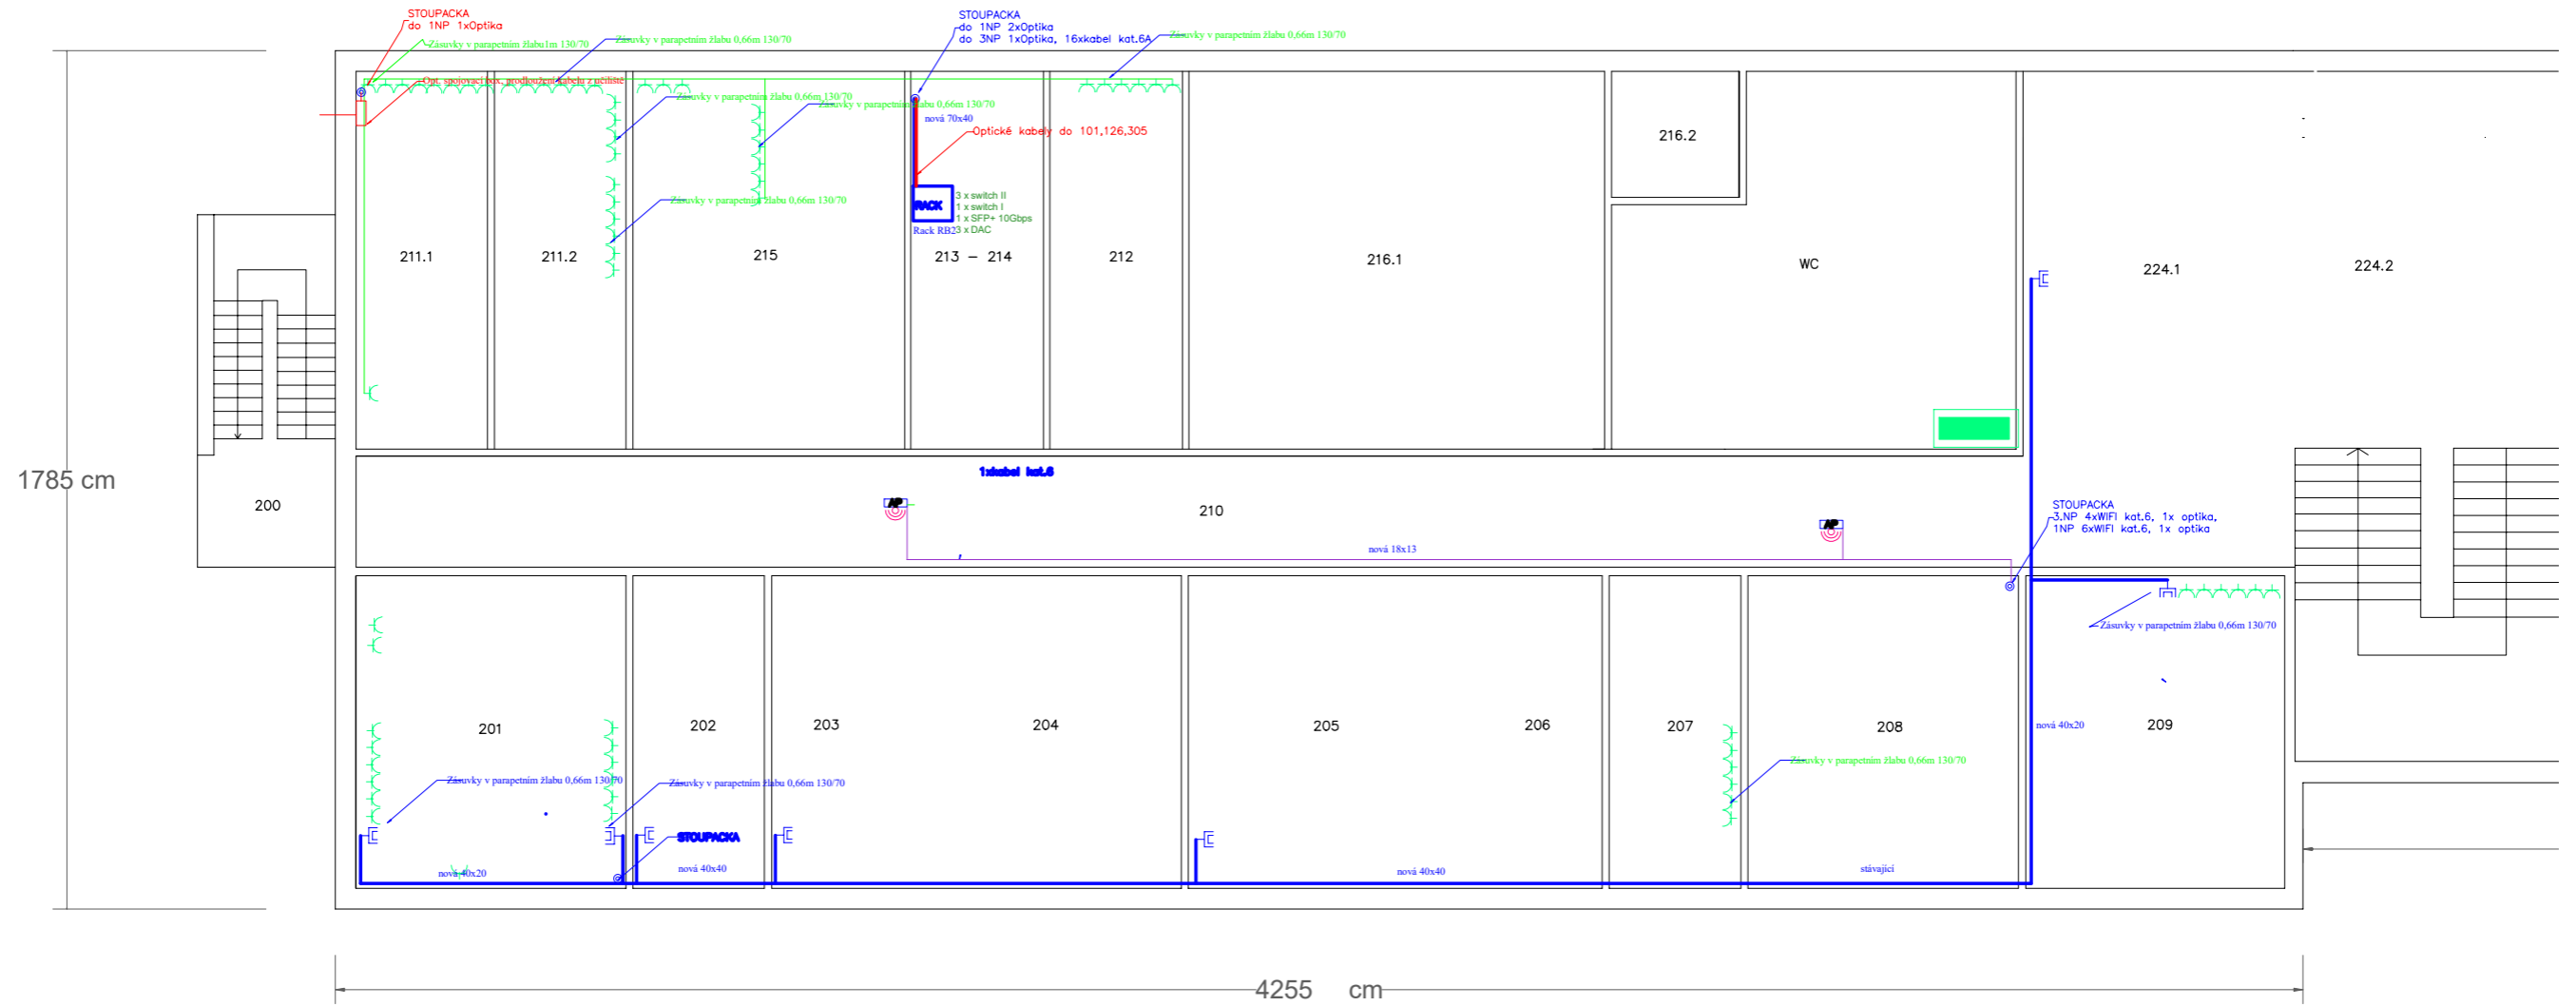 STOUPACKA
do 1NP 1xOptika
Zásuvky v parapetním žlabu1m 130/70
Zásuvky v parapetním žlabu 0,66m 130/70
STOUPACKA
do 1NP 2xOptika
do 3NP 1xOptika, 16xkabel kat.6A
Zásuvky v parapetním žlabu 0,66m 130/70
Opt. spojovací box, prodloužení kabelu z učiliště
Zásuvky v parapetním žlabu 0,66m 130/70
Zásuvky v parapetním žlabu 0,66m 130/70
nová 70x40
Optické kabely do 101,126,305
216.2
Zásuvky v parapetním žlabu 0,66m 130/70
RACK
3 x switch II
1 x switch I
1 x SFP+ 10Gbps
3 x DAC
Rack RB2
211.1
211.2
215
213 - 214
212
216.1
WC
224.1
224.2
1785 cm
1xkabel kat.6
200
AP
210
AP
STOUPACKA
3.NP 4xWIFI kat.6, 1x optika,
1NP 6xWIFI kat.6, 1x optika
nová 18x13
Zásuvky v parapetním žlabu 0,66m 130/70
201
202
203
204
205
206
207
208
nová 40x20
209
Zásuvky v parapetním žlabu 0,66m 130/70
Zásuvky v parapetním žlabu 0,66m 130/70
Zásuvky v parapetním žlabu 0,66m 130/70
STOUPACKA
nová 40x20
nová 40x40
nová 40x40
stávající
4255 cm